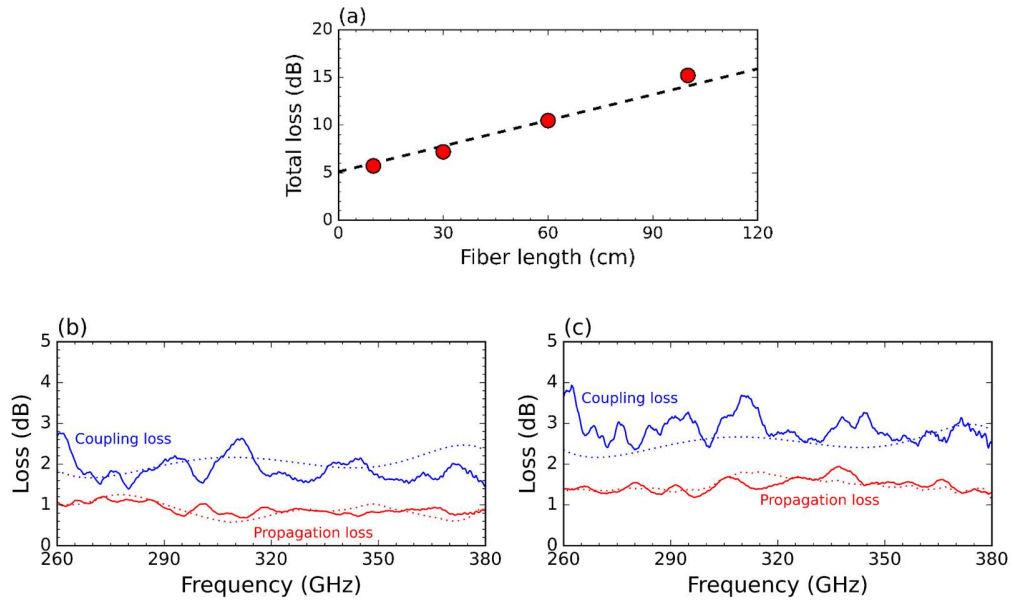 (a)
20
15
10
5
0
Total loss (dB)
0 30 60 90 120
Fiber length (cm)
(b)
5
4
3
2
1
0
Loss (dB)
Coupling loss
Propagation loss
260 290 320 350 380
Frequency (GHz)
(c)
5
4
3
2
1
0
Loss (dB)
Coupling loss
Propagation loss
260 290 320 350 380
Frequency (GHz)